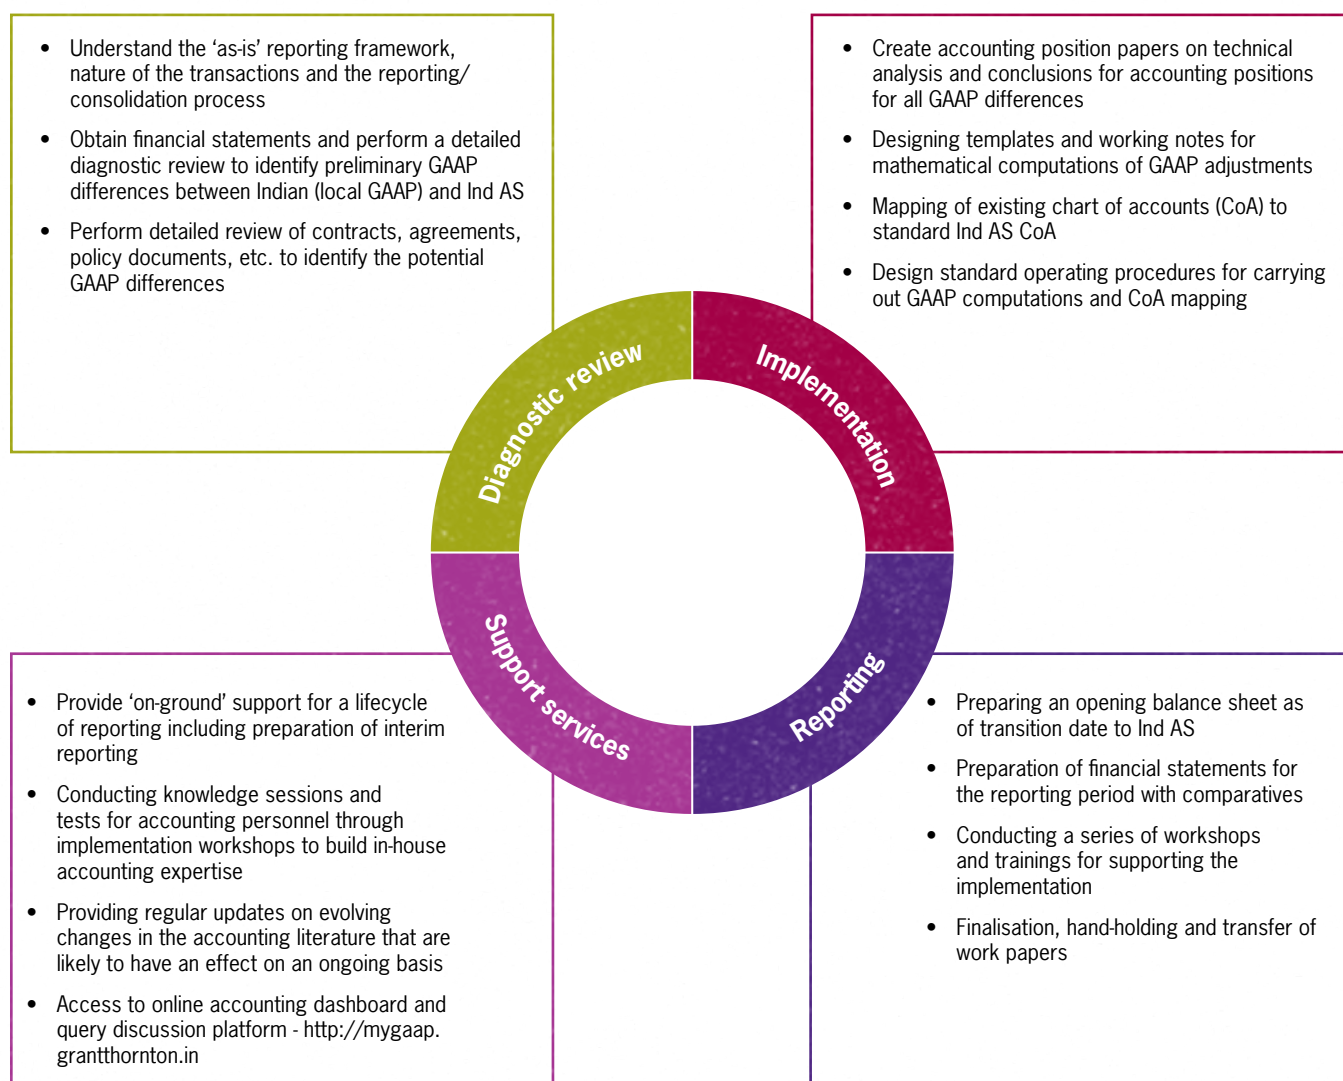 • Understand the ‘as-is’ reporting framework,
nature of the transactions and the reporting/
consolidation process
• Obtain financial statements and perform a detailed
diagnostic review to identify preliminary GAAP
differences between Indian (local GAAP) and Ind AS
• Perform detailed review of contracts, agreements,
policy documents, etc. to identify the potential
GAAP differences
• Create accounting position papers on technical
analysis and conclusions for accounting positions
for all GAAP differences
• Designing templates and working notes for
mathematical computations of GAAP adjustments
• Mapping of existing chart of accounts (CoA) to
standard Ind AS CoA
• Design standard operating procedures for carrying
out GAAP computations and CoA mapping
Diagnostic review
Implementation
Support services
Reporting
• Provide ‘on-ground’ support for a lifecycle
of reporting including preparation of interim
reporting
• Conducting knowledge sessions and
tests for accounting personnel through
implementation workshops to build in-house
accounting expertise
• Providing regular updates on evolving
changes in the accounting literature that are
likely to have an effect on an ongoing basis
• Access to online accounting dashboard and
query discussion platform - http://mygaap.
grantthornton.in
• Preparing an opening balance sheet as
of transition date to Ind AS
• Preparation of financial statements for
the reporting period with comparatives
• Conducting a series of workshops
and trainings for supporting the
implementation
• Finalisation, hand-holding and transfer of
work papers